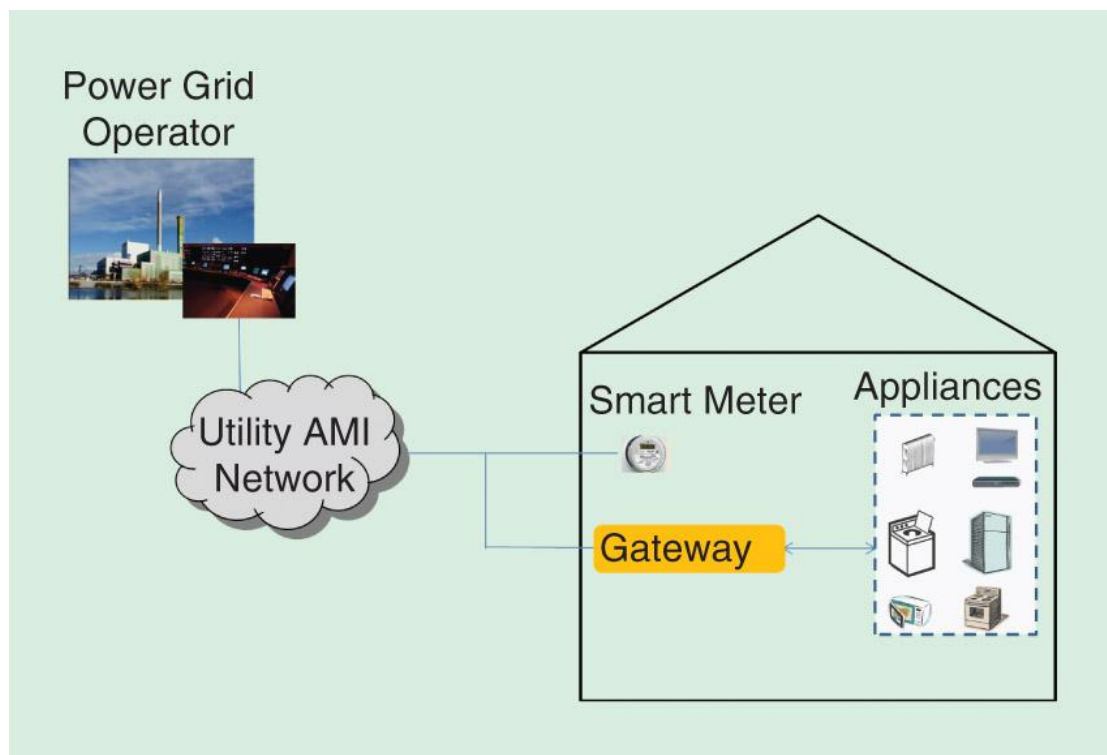 Power Grid
Operator
Utility AMI
Network
Smart Meter
Appliances
Gateway